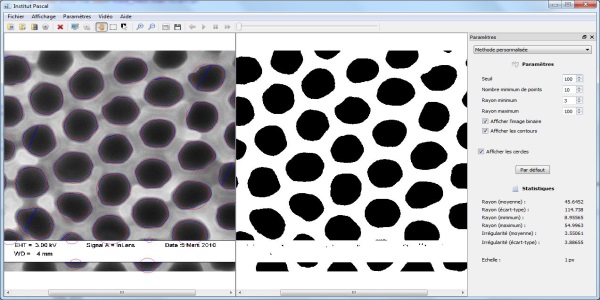 Institut Pascal
Fichier Affichage Paramètres Vidéo Aide
Paramètres
Methode personnalisée
Paramètres
Seuil 100
Nombre minimum de points 10
Rayon minimum 3
Rayon maximum 100
Afficher l'image binaire
Afficher les contours
Afficher les cercles
Par défaut
Statistiques
Rayon (moyenne) : 45.6452
Rayon (écart-type) : 114.738
Rayon (minimum) : 8.95565
Rayon (maximum) : 54.9963
Irrégularité (moyenne) : 3.55061
Irrégularité (écart-type) : 3.88655
Echelle : 1 px
EHT = 3.00 kV Signal A = InLens Date :5 Mars 2010
WD = 4 mm